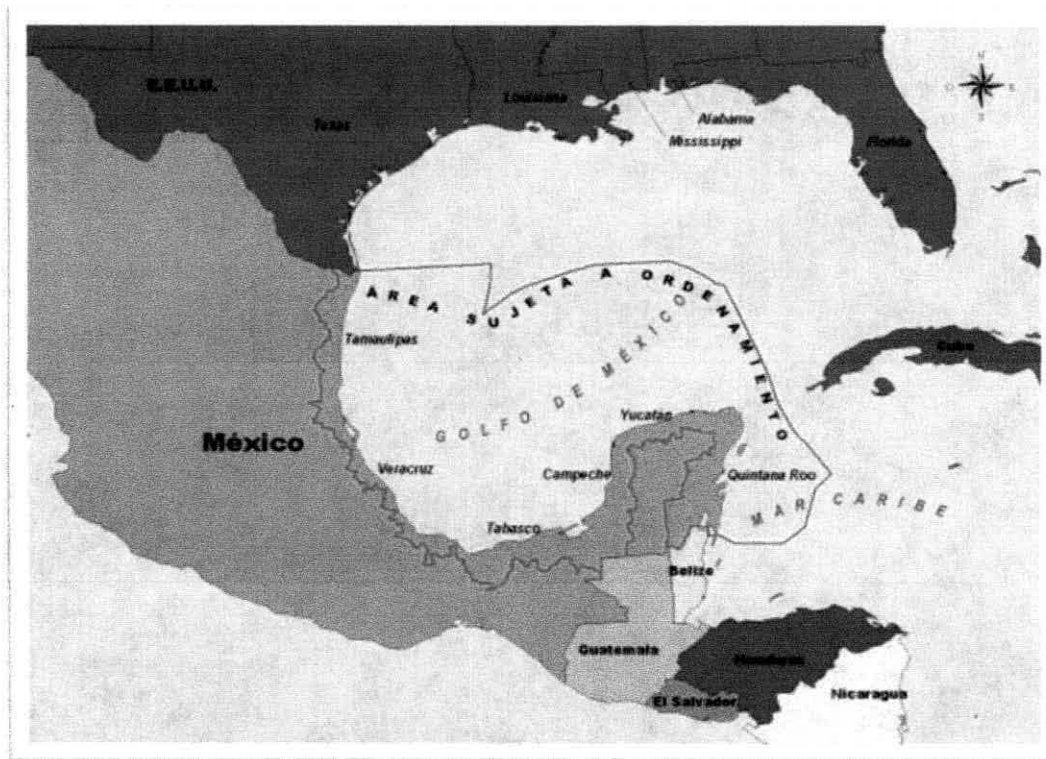 E.E.U.U.
Texas
Louisiana
Alabama
Mississippi
Florida
N
O
E
S
ÁREA SUJETA A ORDENAMIENTO
Tamaulipas
GOLFO DE MÉXICO
Cuba
México
Yucatan
Veracruz
Campeche
Quintana Roo
MAR CARIBE
Tabasco
Belize
Guatemala
Honduras
El Salvador
Nicaragua